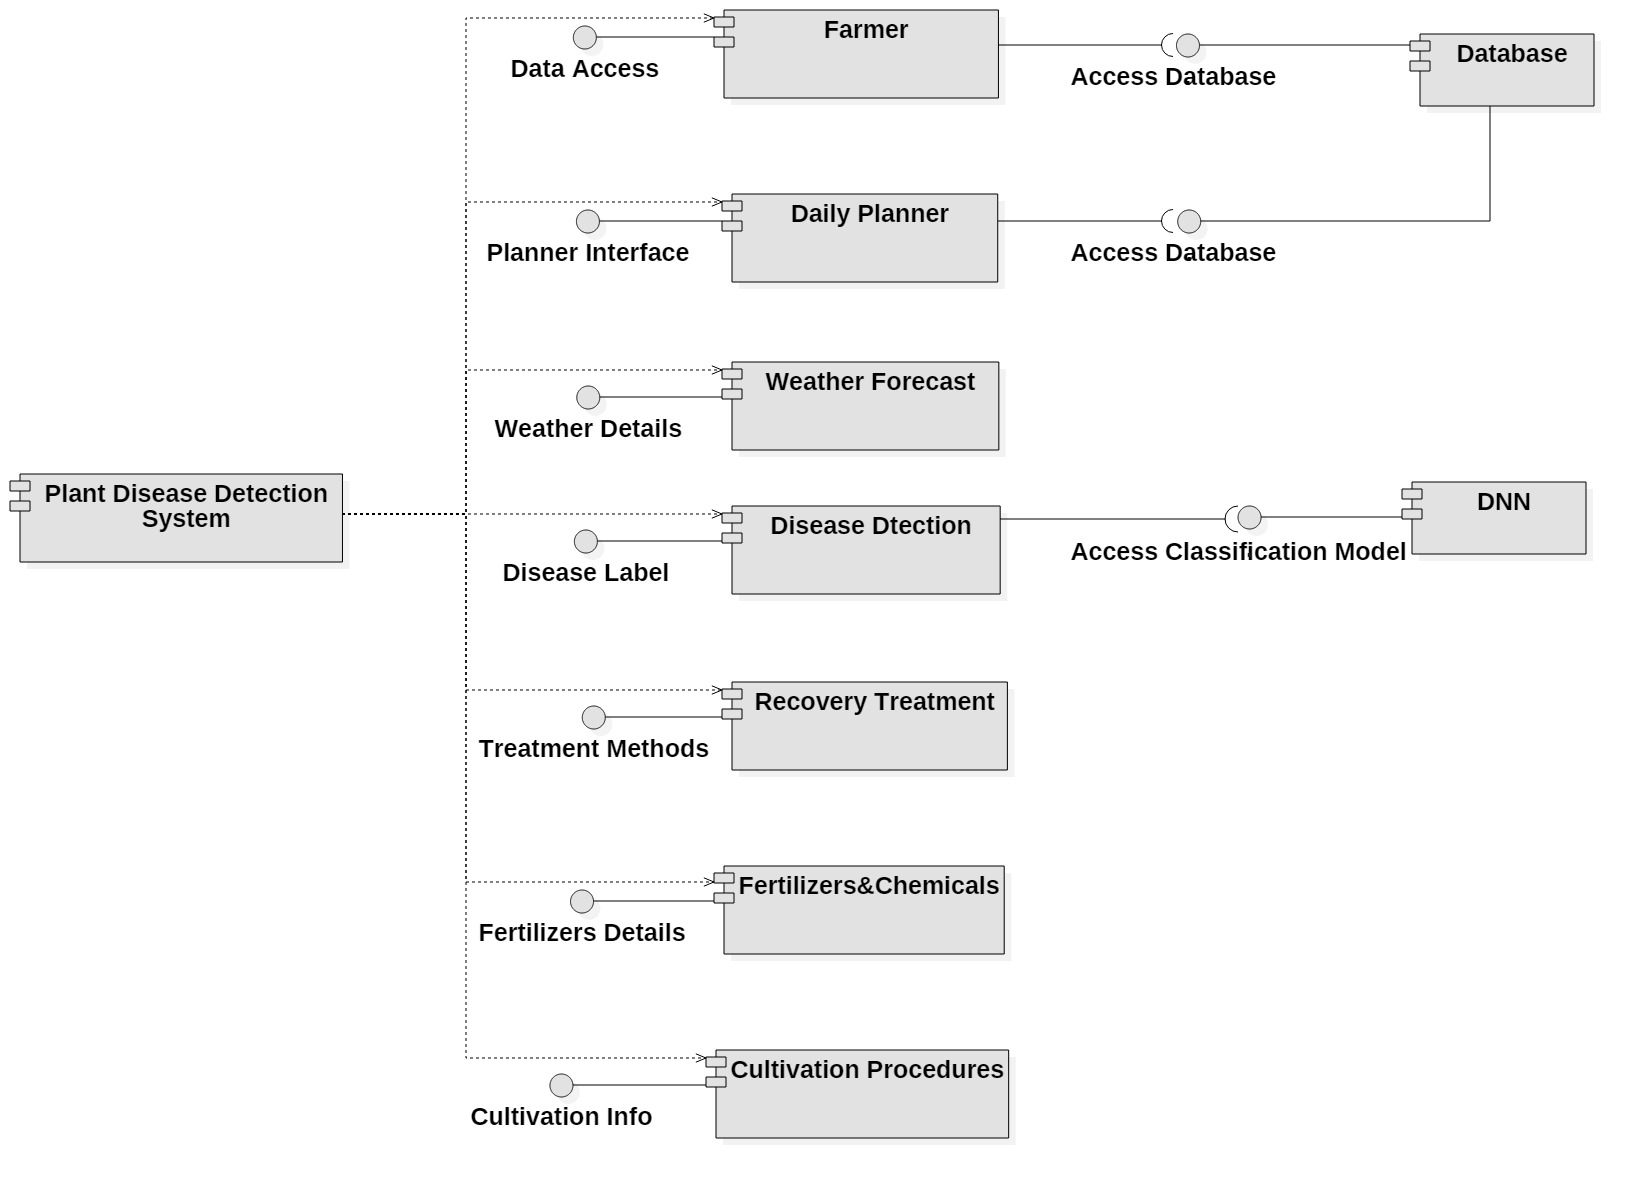 Farmer
Data Access
Access Database
Database
Daily Planner
Planner Interface
Access Database
Weather Forecast
Weather Details
Plant Disease Detection
System
Disease Dtection
Disease Label
Access Classification Model
DNN
Recovery Treatment
Treatment Methods
Fertilizers&Chemicals
Fertilizers Details
Cultivation Procedures
Cultivation Info